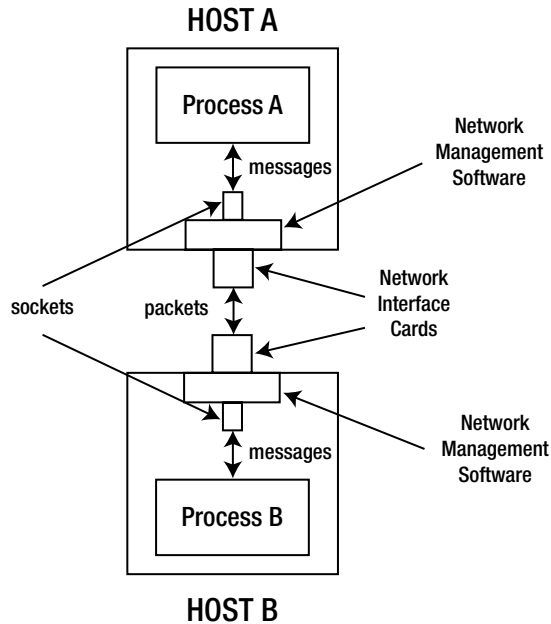 HOST A
Process A
messages
Network
Management
Software
sockets
packets
Network
Interface
Cards
messages
Network
Management
Software
Process B
HOST B